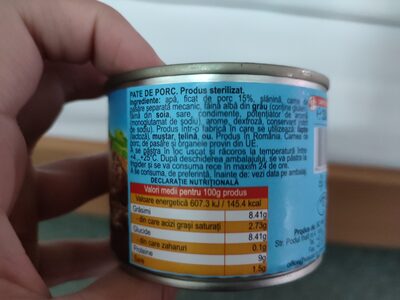 PATE DE PORC. Produs sterilizat.
Ingrediente: apă, ficat de porc 15%, slănină, carne de
pasăre separată mecanic, făină albă din grâu (conține gluten),
făină din soia, sare, condimente, potențiator de aromă
(monoglutamat de sodiu), arome, dextroză, conservant (nitrit
de sodiu). Produs într-o fabrică în care se utilizează: lapte
(lactoză), muștar, țelină, ou. Produs în România. Carnea de
porc, de pasăre și organele provin din UE.
A se păstra în loc uscat și răcoros, la temperatură între
+4...+25°C. După deschiderea ambalajului, se va păstra la
frigider și se va consuma rece în maxim 24 de ore.
A se consuma, de preferință, înainte de: vezi data pe ambalaj.
DECLARAȚIE NUTRIȚIONALĂ
Valori medii pentru 100g produs
Valoare energetică 607.3 kJ / 145.4 kcal
Grăsimi 8.41g
din care acizi grași saturați 2.73g
Glucide 8.41g
din care zaharuri 0.1g
Proteine 9g
Sare 1.5g
Str. Podul